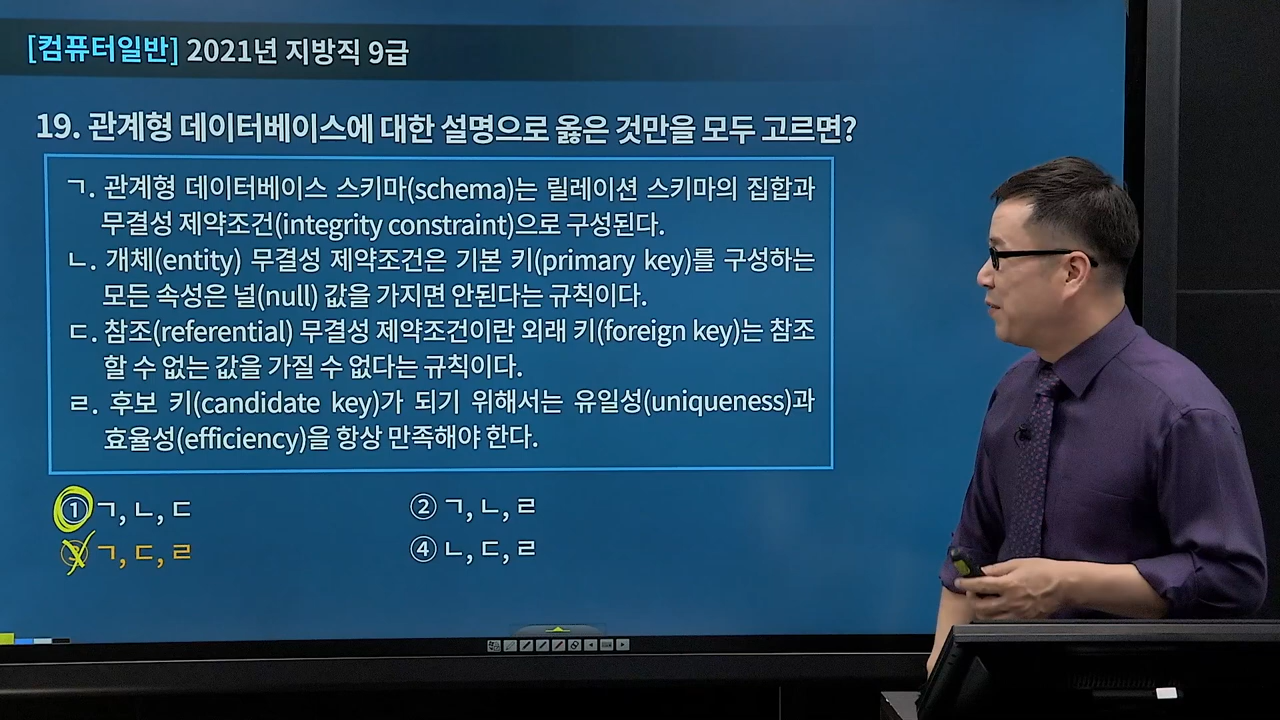 [컴퓨터일반] 2021년 지방직 9급
19. 관계형 데이터베이스에 대한 설명으로 옳은 것만을 모두 고르면?
ㄱ. 관계형 데이터베이스 스키마(schema)는 릴레이션 스키마의 집합과
무결성 제약조건(integrity constraint)으로 구성된다.
ㄴ. 개체(entity) 무결성 제약조건은 기본 키(primary key)를 구성하는
모든 속성은 널(null) 값을 가지면 안된다는 규칙이다.
ㄷ. 참조(referential) 무결성 제약조건이란 외래 키(foreign key)는 참조
할 수 없는 값을 가질 수 없다는 규칙이다.
ㄹ. 후보 키(candidate key)가 되기 위해서는 유일성(uniqueness)과
효율성(efficiency)을 항상 만족해야 한다.
① ㄱ, ㄴ, ㄷ
② ㄱ, ㄴ, ㄹ
③ ㄱ, ㄷ, ㄹ
④ ㄴ, ㄷ, ㄹ